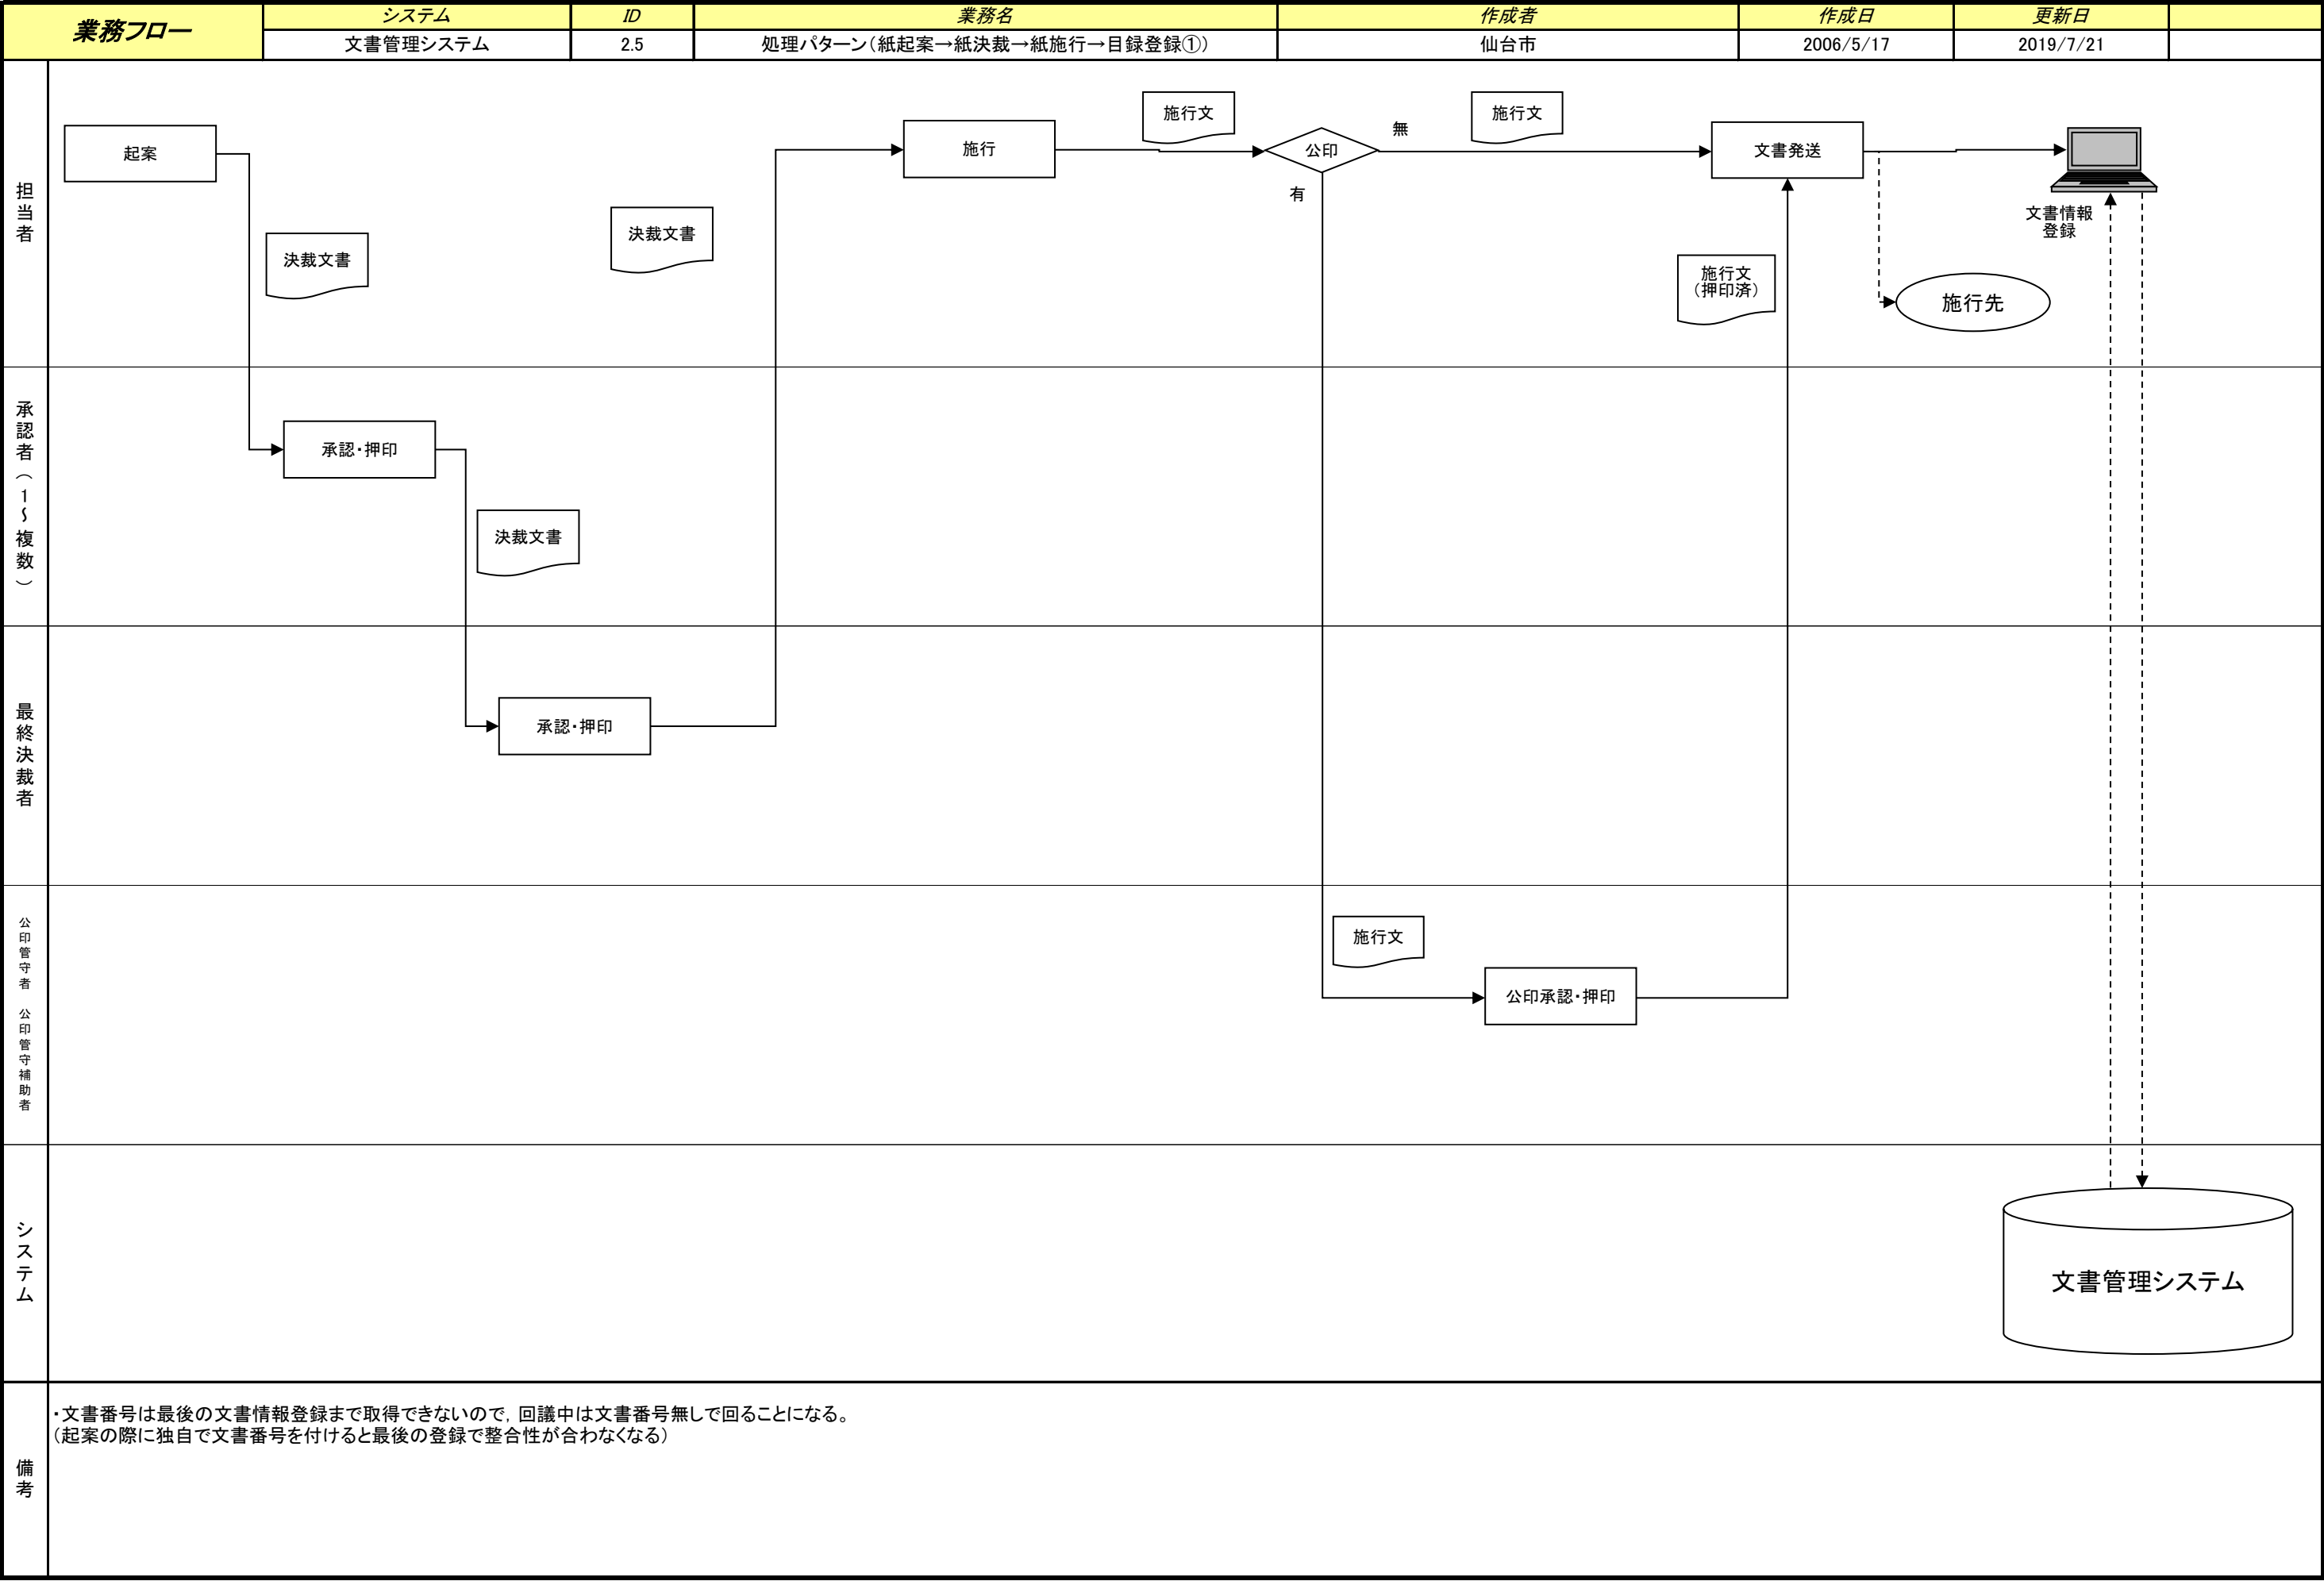 業務フロー
システム
ID
業務名
作成者
作成日
更新日
文書管理システム
2.5
処理パターン（紙起案→紙決裁→紙施行→目録登録①）
仙台市
2006/5/17
2019/7/21
担当者
起案
決裁文書
決裁文書
施行
施行文
公印
無
有
施行文
文書発送
施行文
（押印済）
文書情報
登録
施行先
承認者（1～複数）
承認・押印
決裁文書
最終決裁者
承認・押印
公印管守者 公印管守補助者
施行文
公印承認・押印
システム
文書管理システム
備考
・文書番号は最後の文書情報登録まで取得できないので，回議中は文書番号無しで回ることになる。
（起案の際に独自で文書番号を付けると最後の登録で整合性が合わなくなる）